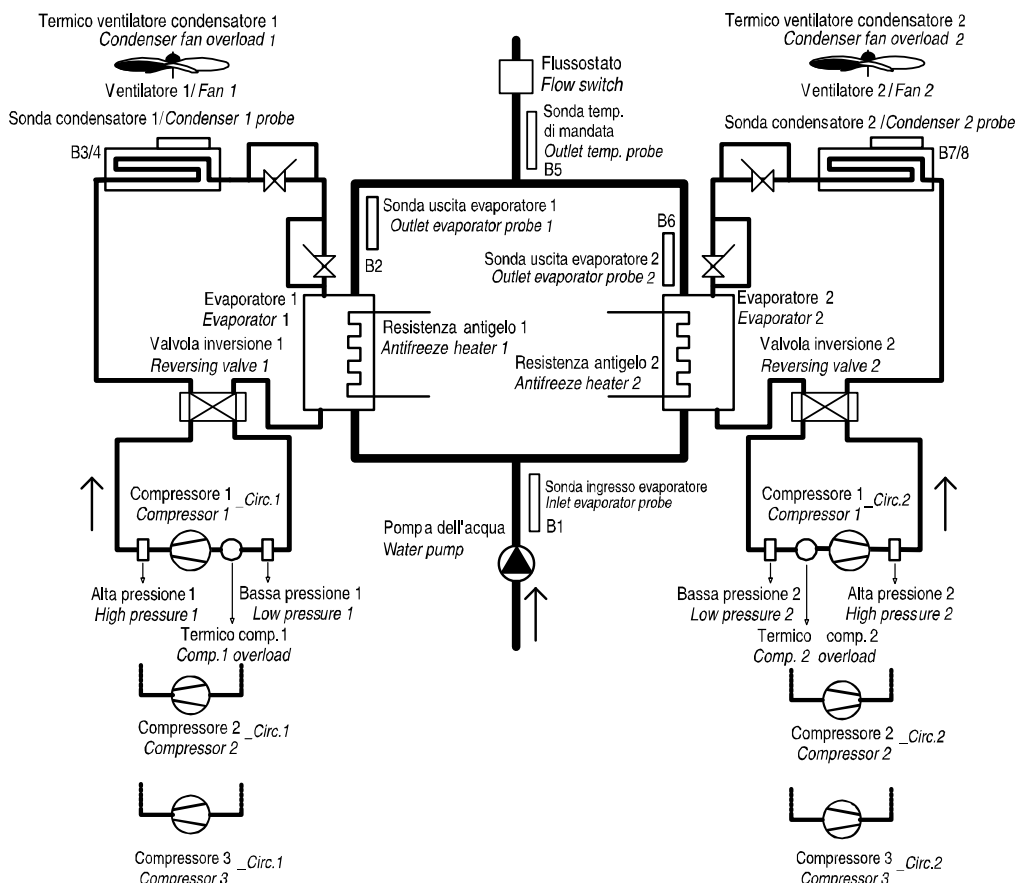 Termico ventilatore condensatore 1
Condenser fan overload 1
Ventilatore 1/ Fan 1
Sonda condensatore 1/Condenser 1 probe
B3/4
Flussostato
Flow switch
Sonda temp.
di mandata
Outlet temp. probe
B5
Termico ventilatore condensatore 2
Condenser fan overload 2
Ventilatore 2 / Fan 2
Sonda condensatore 2 /Condenser 2 probe
B7/8
Sonda uscita evaporatore 1
Outlet evaporator probe 1
B2
B6
Sonda uscita evaporatore 2
Outlet evaporator probe 2
Evaporatore 1
Evaporator 1
Resistenza antigelo 1
Antifreeze heater 1
Valvola inversione 1
Reversing valve 1
Evaporatore 2
Evaporator 2
Resistenza antigelo 2
Antifreeze heater 2
Valvola inversione 2
Reversing valve 2
Compressore 1 _Circ.1
Compressor 1
Sonda ingresso evaporatore
Inlet evaporator probe
B1
Pompa dell'acqua
Water pump
Compressore 1 _Circ.2
Compressor 1
Alta pressione 1
High pressure 1
Bassa pressione 1
Low pressure 1
Termico comp.1
Comp.1 overload
Bassa pressione 2
Low pressure 2
Alta pressione 2
High pressure 2
Termico comp.2
Comp. 2 overload
Compressore 2 _Circ.1
Compressor 2
Compressore 2 _Circ.2
Compressor 2
Compressore 3 _Circ.1
Compressor 3
Compressore 3 _Circ.2
Compressor 3